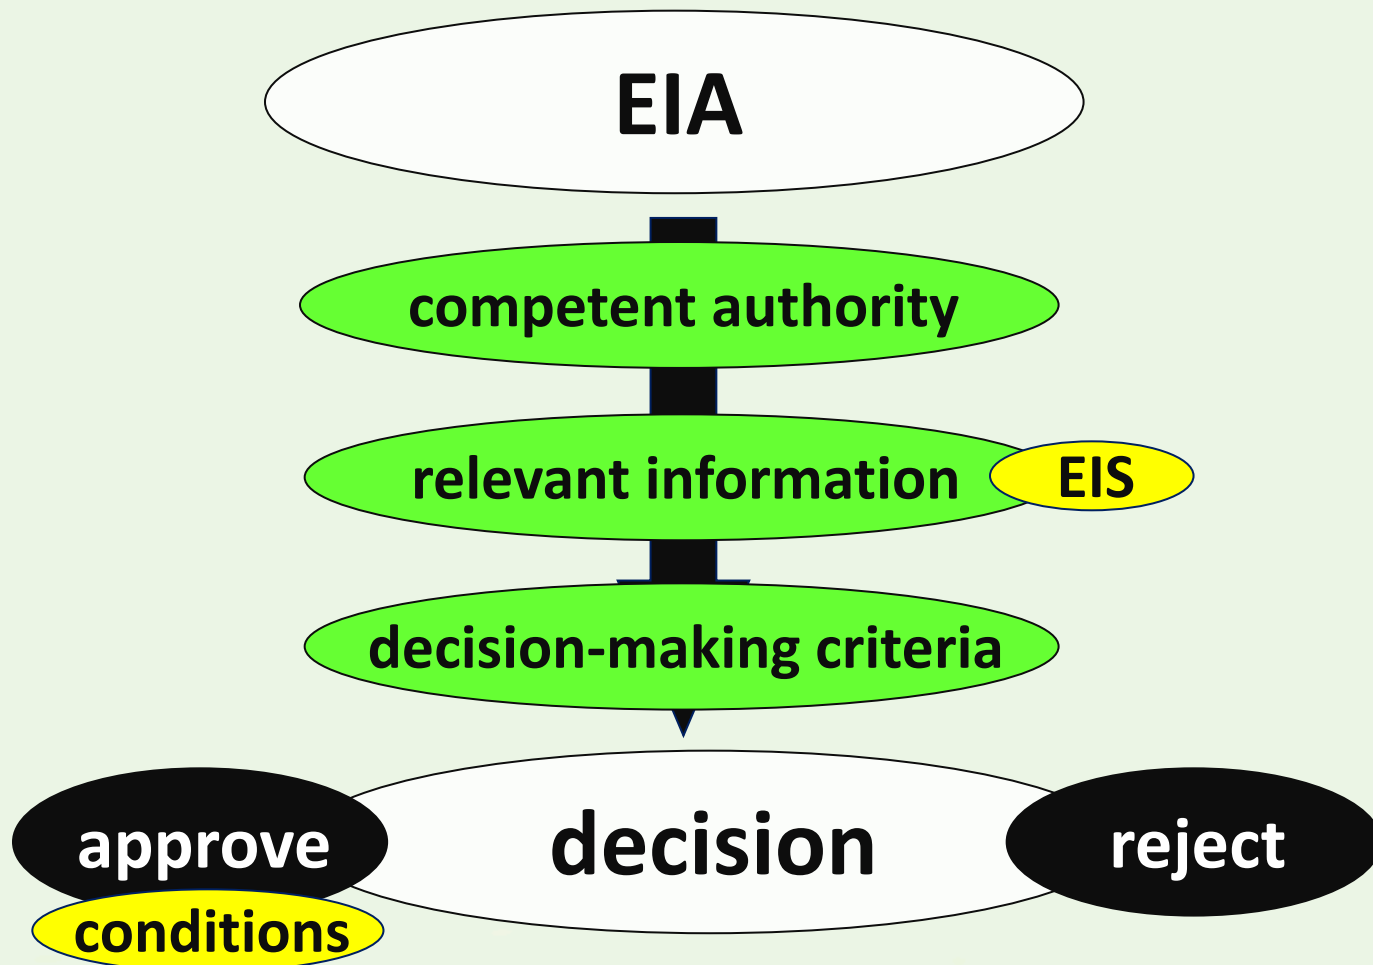 EIA
competent authority
relevant information
EIS
decision-making criteria
approve
decision
reject
conditions